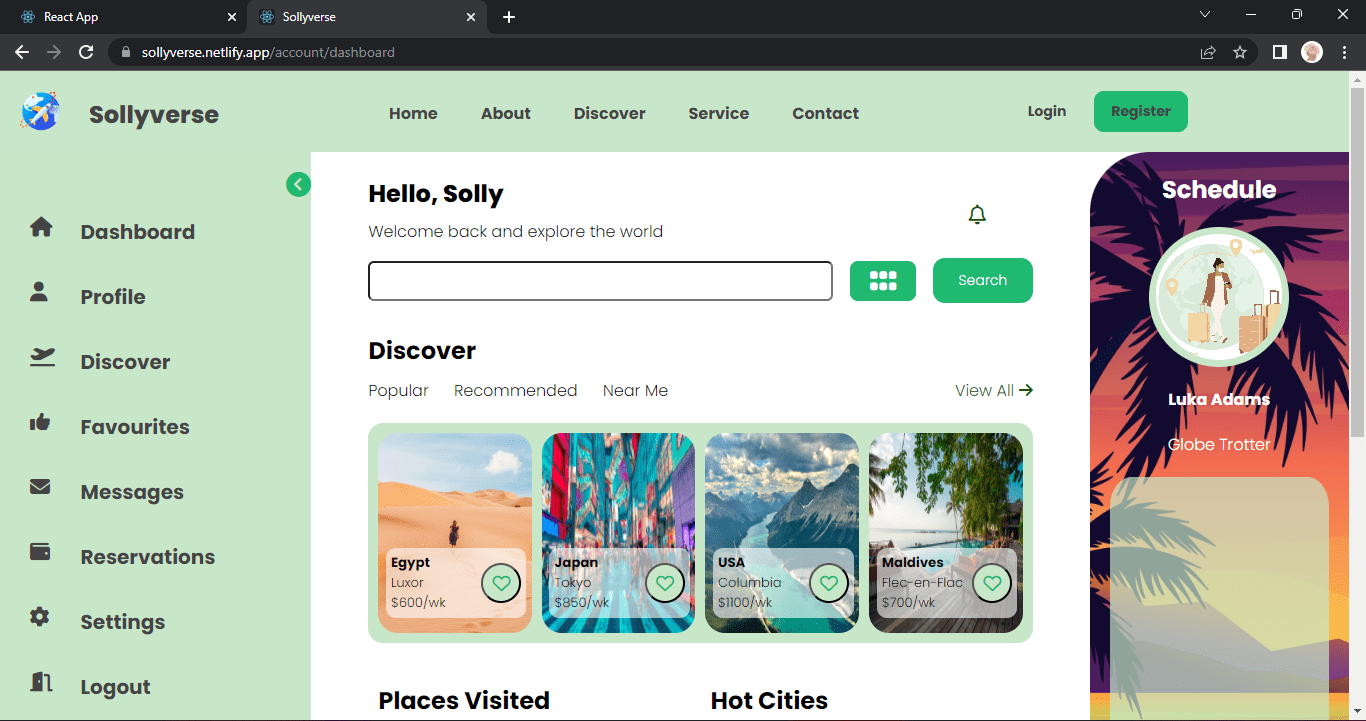 React App
Sollyverse
sollyverse.netlify.app/account/dashboard
Sollyverse
Home About Discover Service Contact
Login Register
Dashboard
Profile
Discover
Favourites
Messages
Reservations
Settings
Logout
Hello, Solly
Welcome back and explore the world
Search
Discover
Popular Recommended Near Me
View All
Egypt
Luxor
$600/wk
Japan
Tokyo
$850/wk
USA
Columbia
$1100/wk
Maldives
Flec-en-Flac
$700/wk
Places Visited
Hot Cities
Schedule
Luka Adams
Globe Trotter